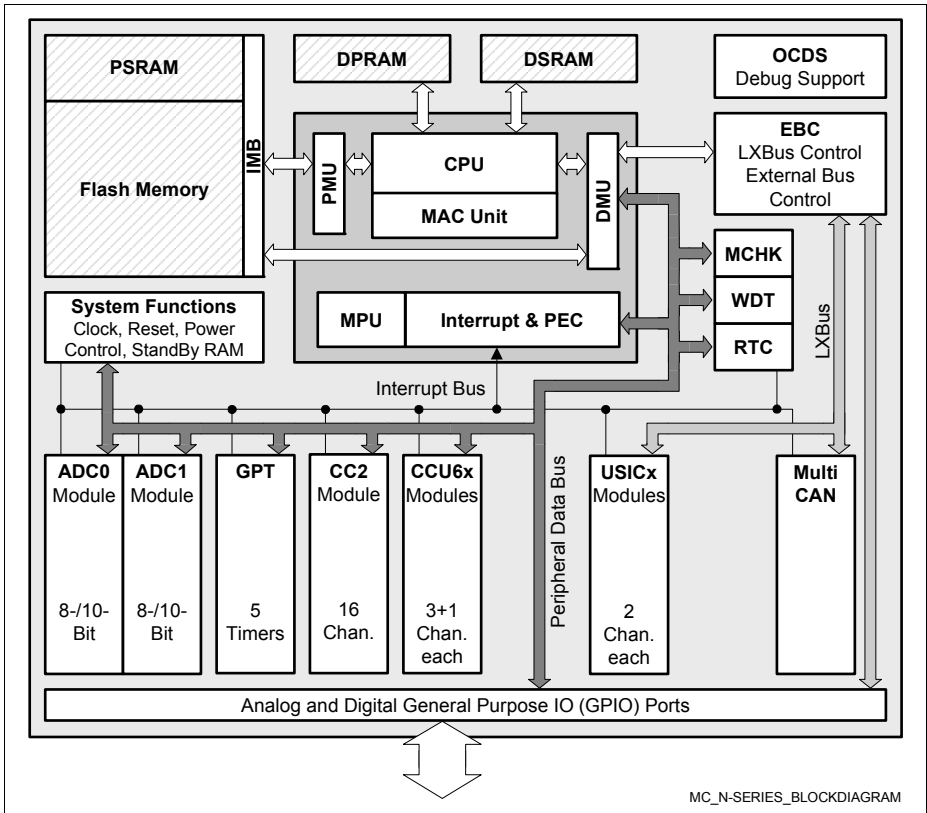 PSRAM
Flash Memory
IMB
DPRAM
DSRAM
OCDS
Debug Support
EBC
LXBus Control
External Bus
Control
PMU
CPU
MAC Unit
DMU
MCHK
WDT
RTC
LXBus
System Functions
Clock, Reset, Power
Control, StandBy RAM
MPU
Interrupt & PEC
Interrupt Bus
Peripheral Data Bus
ADC0
Module
8-/10-
Bit
ADC1
Module
8-/10-
Bit
GPT
5
Timers
CC2
Module
16
Chan.
CCU6x
Modules
3+1
Chan.
each
USICx
Modules
2
Chan.
each
Multi
CAN
Analog and Digital General Purpose IO (GPIO) Ports
MC_N-SERIES_BLOCKDIAGRAM